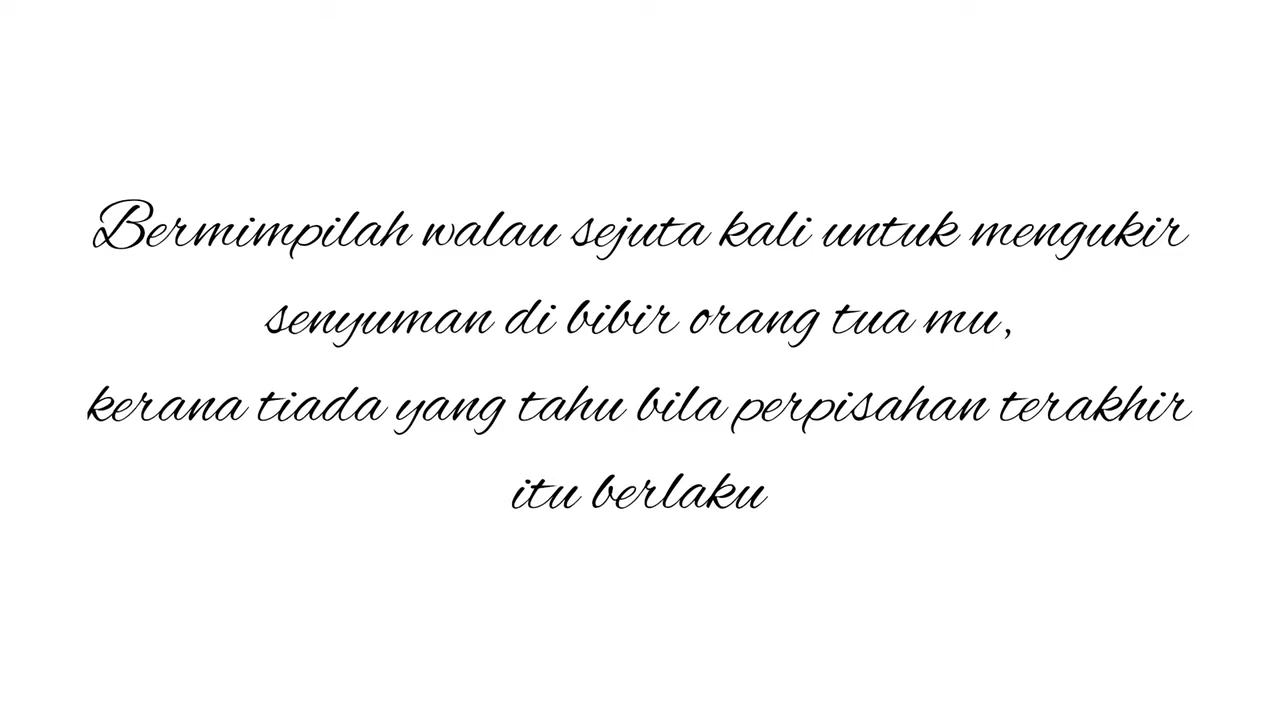 Bermimpilah walau sejuta kali untuk mengukir
senyuman di bibir orang tua mu,
kerana tiada yang tahu bila perpisahan terakhir
itu berlaku